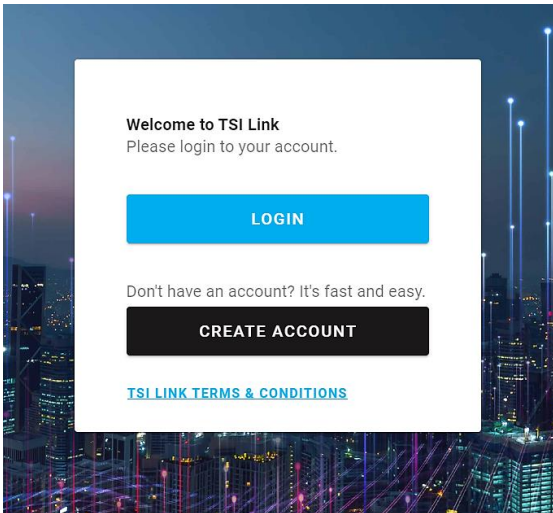 Welcome to TSI Link
Please login to your account.
LOGIN
Don't have an account? It's fast and easy.
CREATE ACCOUNT
TSI LINK TERMS & CONDITIONS